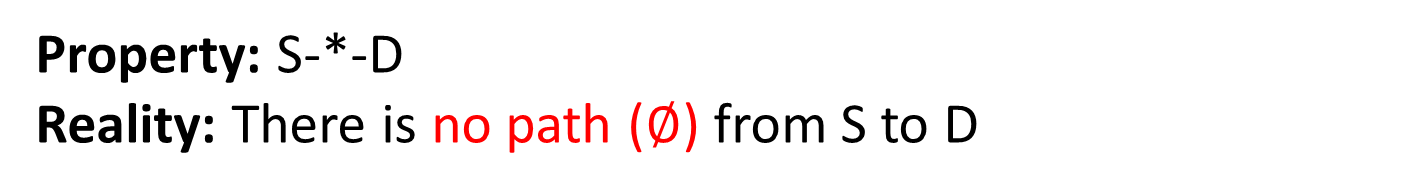 Property: S-*-D
Reality: There is no path (Ø) from S to D